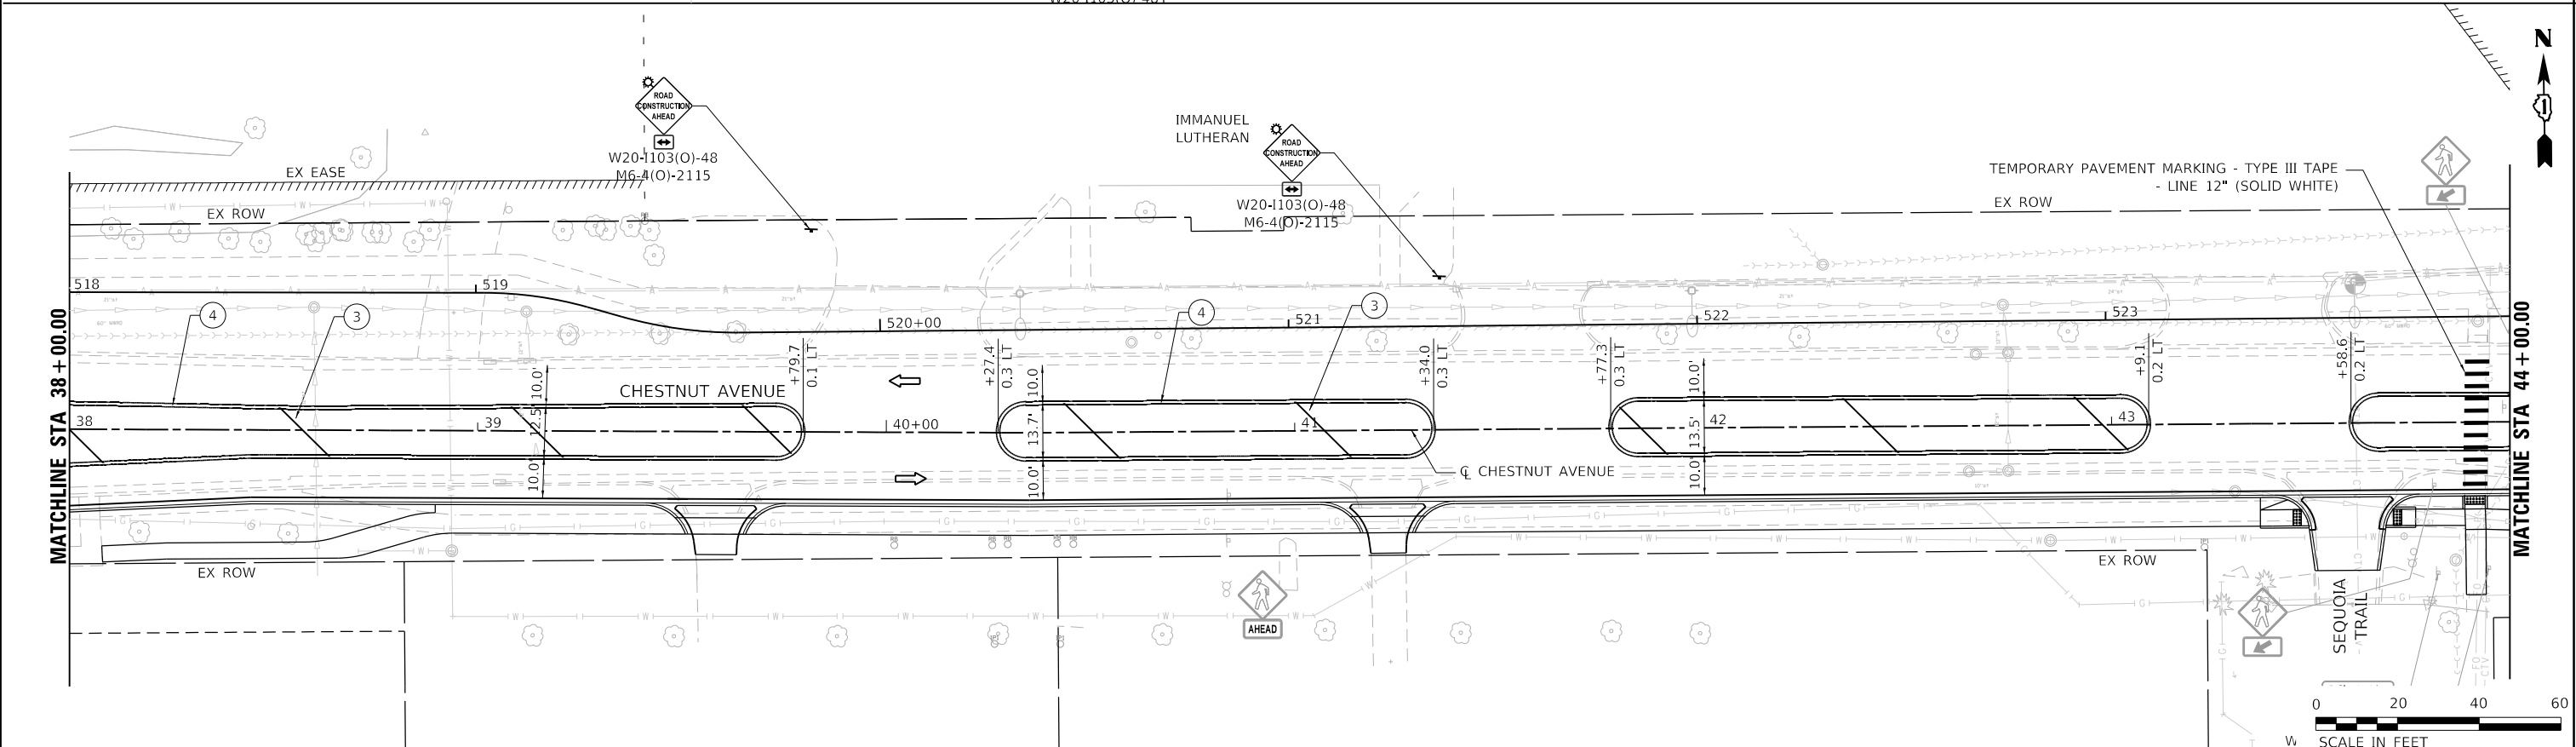 N
1
ROAD
CONSTRUCTION
AHEAD
W20-I103(O)-48
M6-4(O)-2115
IMMANUEL
LUTHERAN
ROAD
CONSTRUCTION
AHEAD
W20-I103(O)-48
M6-4(O)-2115
TEMPORARY PAVEMENT MARKING - TYPE III TAPE
- LINE 12" (SOLID WHITE)
EX EASE
EX ROW
EX ROW
518
519
520+00
521
522
523
4
3
4
3
MATCHLINE STA 38+00.00
MATCHLINE STA 44+00.00
CHESTNUT AVENUE
+79.7
0.1 LT
+27.4
0.3 LT
+34.0
0.3 LT
+77.3
0.3 LT
+9.1
0.2 LT
+58.6
0.2 LT
10.0'
12.5'
10.0'
10.0
13.7'
10.0'
10.0'
13.5'
10.0'
38
39
40+00
41
42
43
℄ CHESTNUT AVENUE
EX ROW
EX ROW
AHEAD
SEQUOIA
TRAIL
0 20 40 60
SCALE IN FEET